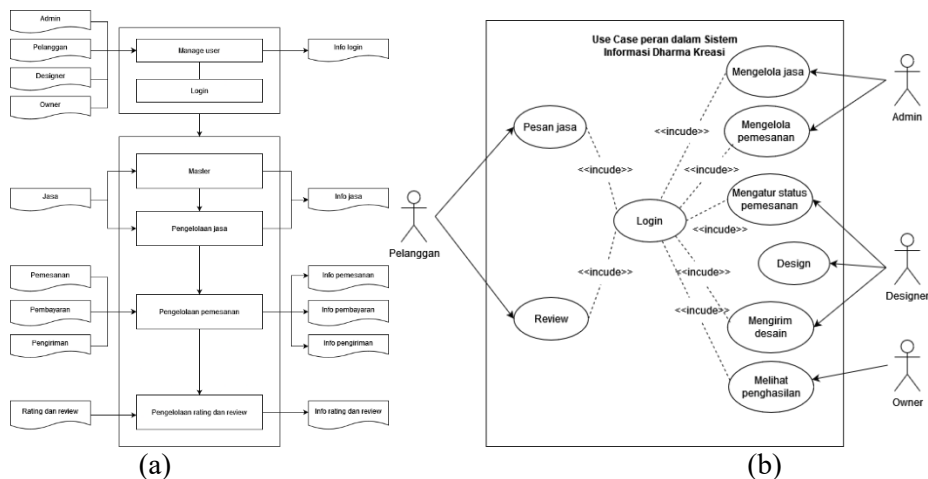 Admin
Pelanggan
Designer
Owner
Manage user
Login
Info login
Jasa
Master
Pengelolaan jasa
Info jasa
Pemesanan
Pembayaran
Pengiriman
Pengelolaan pemesanan
Info pemesanan
Info pembayaran
Info pengiriman
Rating dan review
Pengelolaan rating dan review
Info rating dan review
(a)
Use Case peran dalam Sistem
Informasi Dharma Kreasi
Pelanggan
Pesan jasa
Review
<<incude>>
<<incude>>
Login
<<incude>>
<<incude>>
<<incude>>
<<incude>>
<<incude>>
<<incude>>
Mengelola jasa
Mengelola
pemesanan
Mengatur status
pemesanan
Design
Mengirim
desain
Melihat
penghasilan
Admin
Designer
Owner
(b)